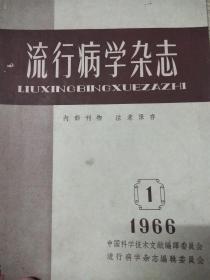 流行病学杂志
LIUXINGBINGXUEZAZHI
内部刊物 注意保存
1
1966
中国科学技术文献编译委员会
流行病学杂志编辑委员会